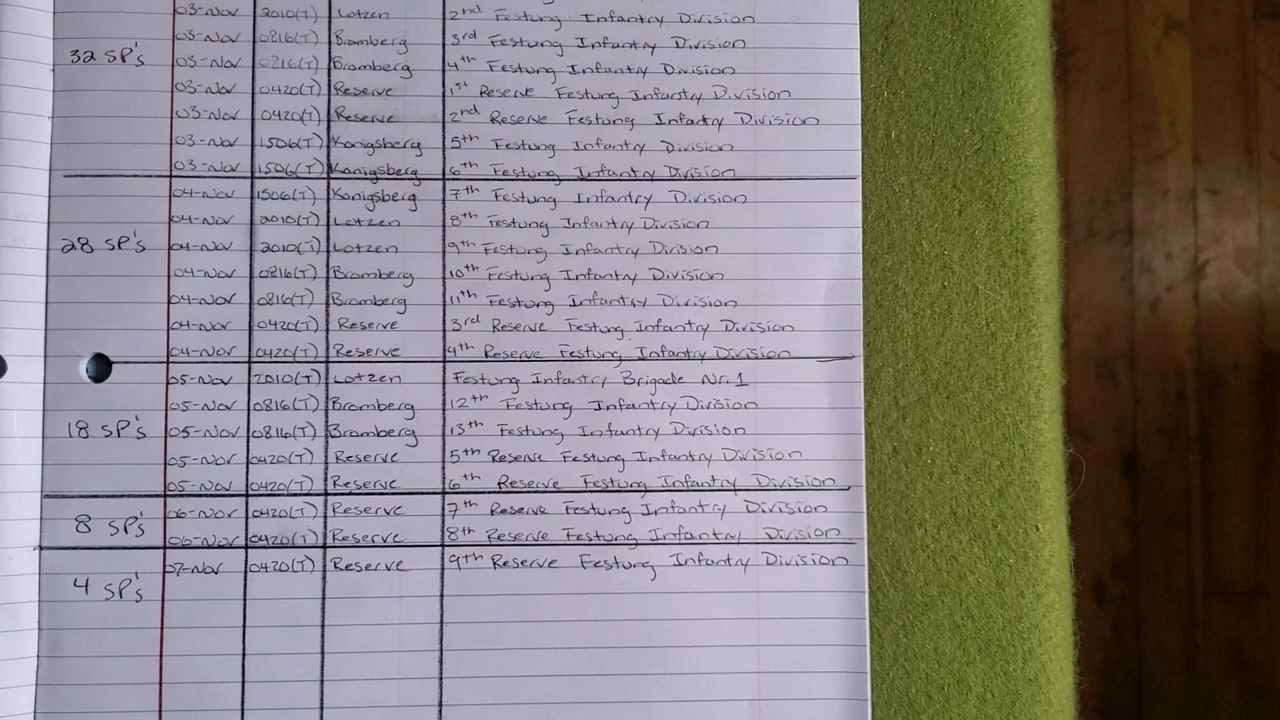 03-Nov 2010(T) Lotzen 2nd Festung Infantry Division
03-Nov 0816(T) Bromberg 3rd Festung Infantry Division
32 SP's
03-Nov 0816(T) Bromberg 4th Festung Infantry Division
03-Nov 0420(T) Reserve 1st Reserve Festung Infantry Division
03-Nov 0420(T) Reserve 2nd Reserve Festung Infantry Division
03-Nov 1506(T) Konigsberg 5th Festung Infantry Division
03-Nov 1506(T) Konigsberg 6th Festung Infantry Division
04-Nov 1506(T) Konigsberg 7th Festung Infantry Division
04-Nov 2010(T) Lotzen 8th Festung Infantry Division
28 SP's 04-Nov 2010(T) Lotzen 9th Festung Infantry Division
04-Nov 0816(T) Bromberg 10th Festung Infantry Division
04-Nov 0816(T) Bromberg 11th Festung Infantry Division
04-Nov 0420(T) Reserve 3rd Reserve Festung Infantry Division
04-Nov 0420(T) Reserve 4th Reserve Festung Infantry Division
05-Nov 2010(T) Lotzen Festung Infantry Brigade Nr. 1
05-Nov 0816(T) Bromberg 12th Festung Infantry Division
18 SP's 05-Nov 0816(T) Bromberg 13th Festung Infantry Division
05-Nov 0420(T) Reserve 5th Reserve Festung Infantry Division
05-Nov 0420(T) Reserve 6th Reserve Festung Infantry Division
06-Nov 0420(T) Reserve 7th Reserve Festung Infantry Division
8 SP's
06-Nov 0420(T) Reserve 8th Reserve Festung Infantry Division
07-Nov 0420(T) Reserve 9th Reserve Festung Infantry Division
4 SP's